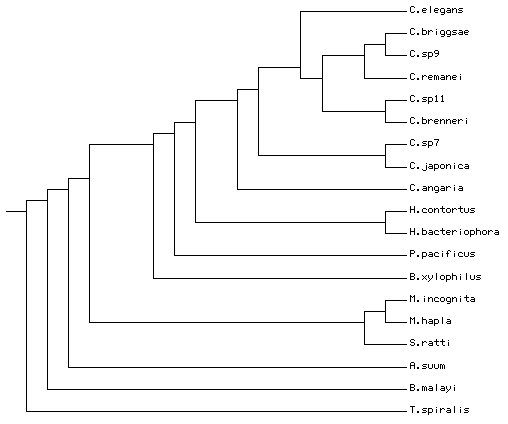 C.elegans
C.briggsae
C.sp9
C.remanei
C.sp11
C.brenneri
C.sp7
C.japonica
C.angaria
H.contortus
H.bacteriophora
P.pacificus
B.xylophilus
M.incognita
M.hapla
S.ratti
A.suum
B.malayi
T.spiralis